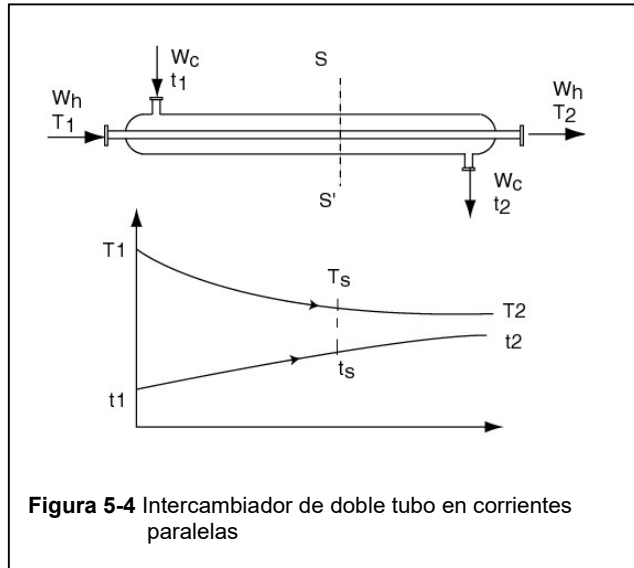 Wc
t1
S
Wh
T1
Wh
T2
S'
Wc
t2
T1
Ts
T2
t2
ts
t1
Figura 5-4 Intercambiador de doble tubo en corrientes
paralelas